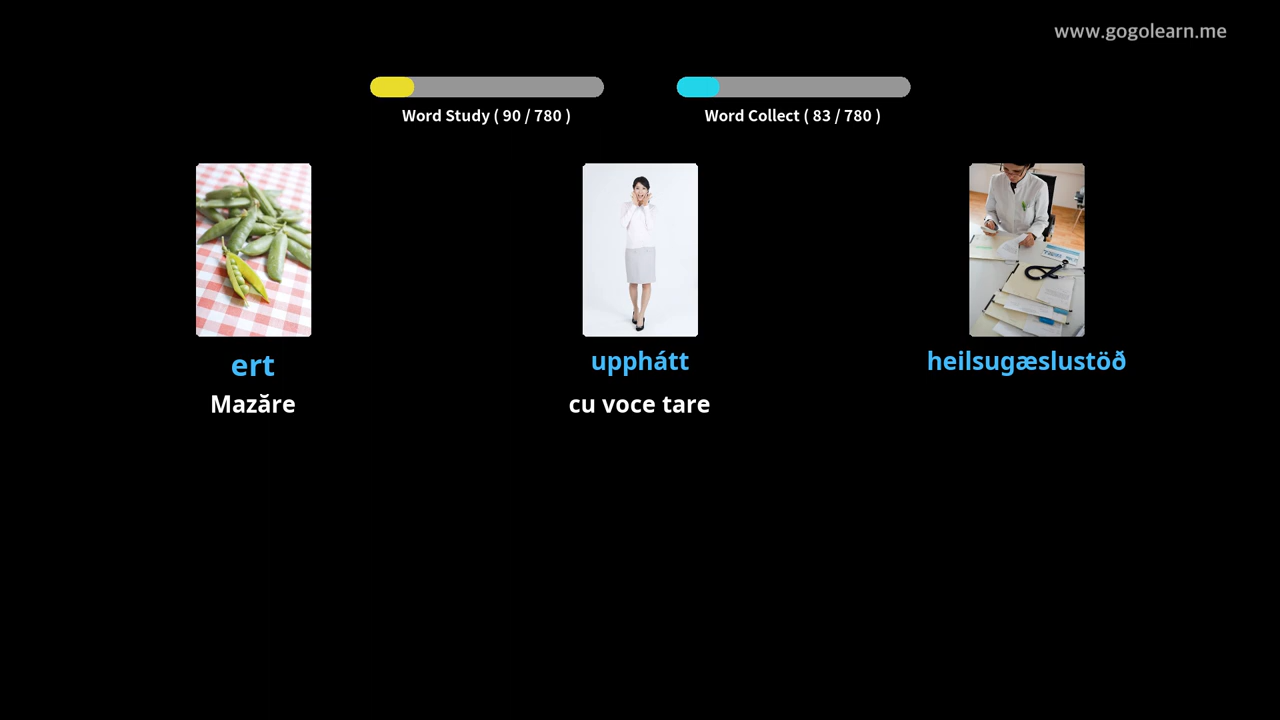 www.gogolearn.me
Word Study ( 90 / 780 )
Word Collect ( 83 / 780 )
ert
upphátt
heilsugæslustöð
Mazăre
cu voce tare